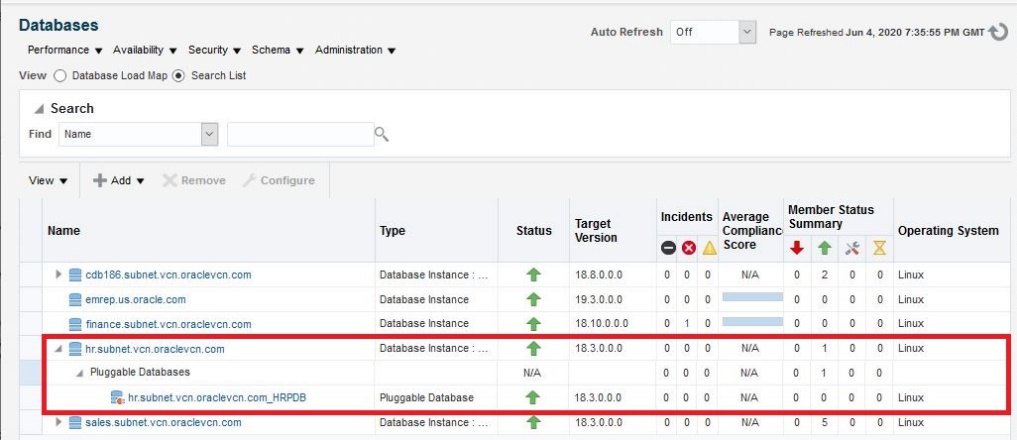 Databases
Auto Refresh Off Page Refreshed Jun 4, 2020 7:35:55 PM GMT
Performance Availability Security Schema Administration
View Database Load Map Search List
Search
Find Name
View Add Remove Configure
Name Type Status Target Version Incidents Average Compliance Score Member Status Summary Operating System
cdb186.subnet.vcn.oraclevcn.com Database Instance : ... 18.8.0.0.0 0 0 0 N/A 0 2 0 0 Linux
emrep.us.oracle.com Database Instance 19.3.0.0.0 0 0 0 0 0 0 0 Linux
finance.subnet.vcn.oraclevcn.com Database Instance 18.10.0.0.0 0 1 0 0 0 0 0 Linux
hr.subnet.vcn.oraclevcn.com Database Instance : ... 18.3.0.0.0 0 0 0 N/A 0 1 0 0 Linux
Pluggable Databases N/A 0 0 0 N/A 0 1 0 0
hr.subnet.vcn.oraclevcn.com_HRPDB Pluggable Database 18.3.0.0.0 0 0 0 N/A 0 0 0 0 Linux
sales.subnet.vcn.oraclevcn.com Database Instance : ... 18.3.0.0.0 0 0 0 N/A 0 5 0 0 Linux